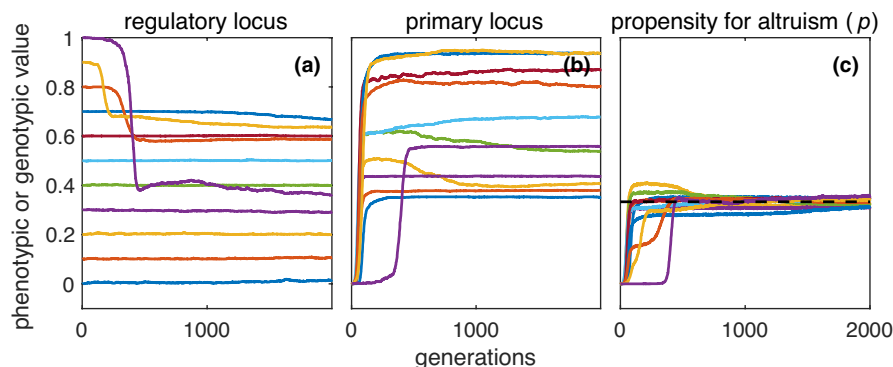 regulatory locus
primary locus
propensity for altruism (p)
phenotypic or genotypic value
1
0.8
0.6
0.4
0.2
0
(a)
(b)
(c)
0
1000
0
1000
0
1000
2000
generations